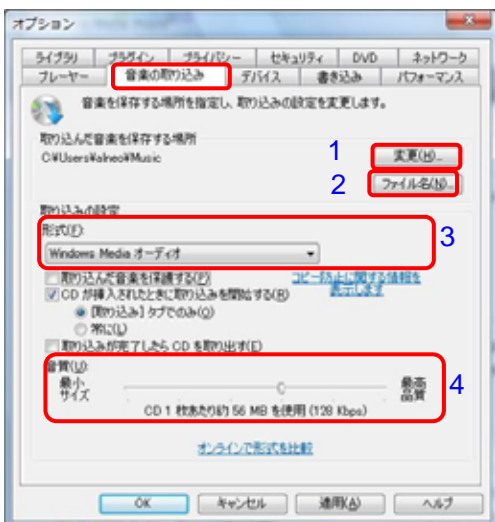 オプション
ライブラリ プラグイン プライバシー セキュリティ DVD ネットワーク
プレーヤー 音楽の取り込み デバイス 書き込み パフォーマンス
音楽を保存する場所を指定し、取り込みの設定を変更します。
取り込んだ音楽を保存する場所
C:¥Users¥alneo¥Music
1 変更(H)...
2 ファイル名(N)...
取り込みの設定
形式(F):
3
Windows Media オーディオ
取り込んだ音楽を保護する(P) コピー防止に関する情報を表示します
CD が挿入されたときに取り込みを開始する(R)
[取り込み] タブでのみ(O)
常に(L)
取り込みが完了したら CD を取り出す(E)
音質(U):
最小サイズ 最高品質 4
CD 1 枚あたり約 56 MB を使用 (128 Kbps)
オンラインで形式を比較
OK キャンセル 適用(A) ヘルプ